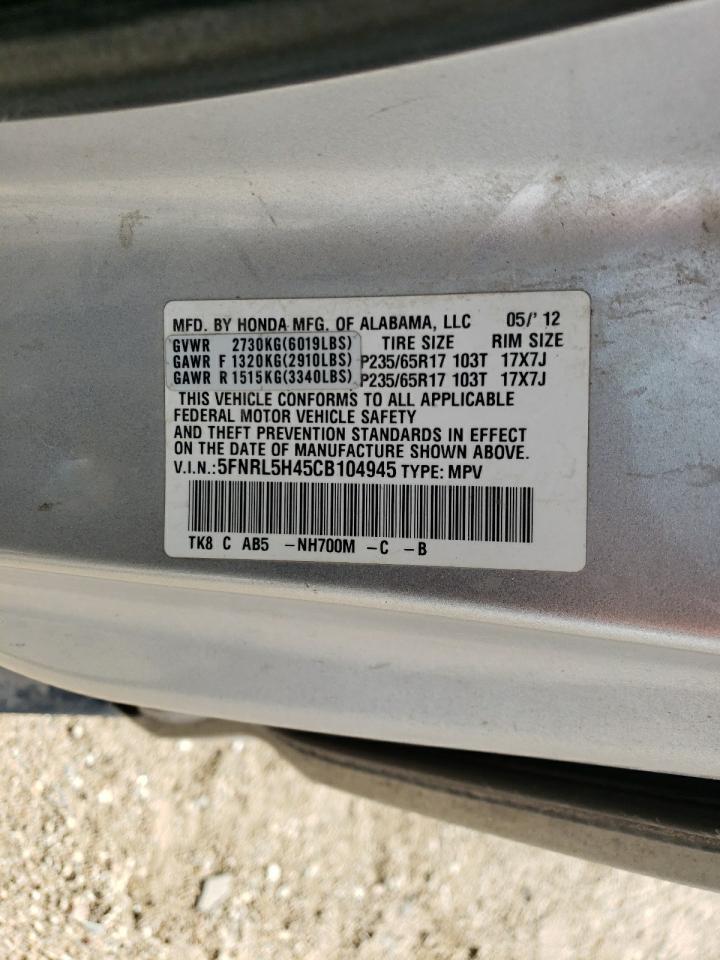 MFD. BY HONDA MFG. OF ALABAMA, LLC 05/' 12
GVWR 2730KG(6019LBS) TIRE SIZE RIM SIZE
GAWR F 1320KG(2910LBS) P235/65R17 103T 17X7J
GAWR R 1515KG(3340LBS) P235/65R17 103T 17X7J
THIS VEHICLE CONFORMS TO ALL APPLICABLE
FEDERAL MOTOR VEHICLE SAFETY
AND THEFT PREVENTION STANDARDS IN EFFECT
ON THE DATE OF MANUFACTURE SHOWN ABOVE.
V.I.N.:5FNRL5H45CB104945 TYPE: MPV
TK8 C AB5 -NH700M -C -B